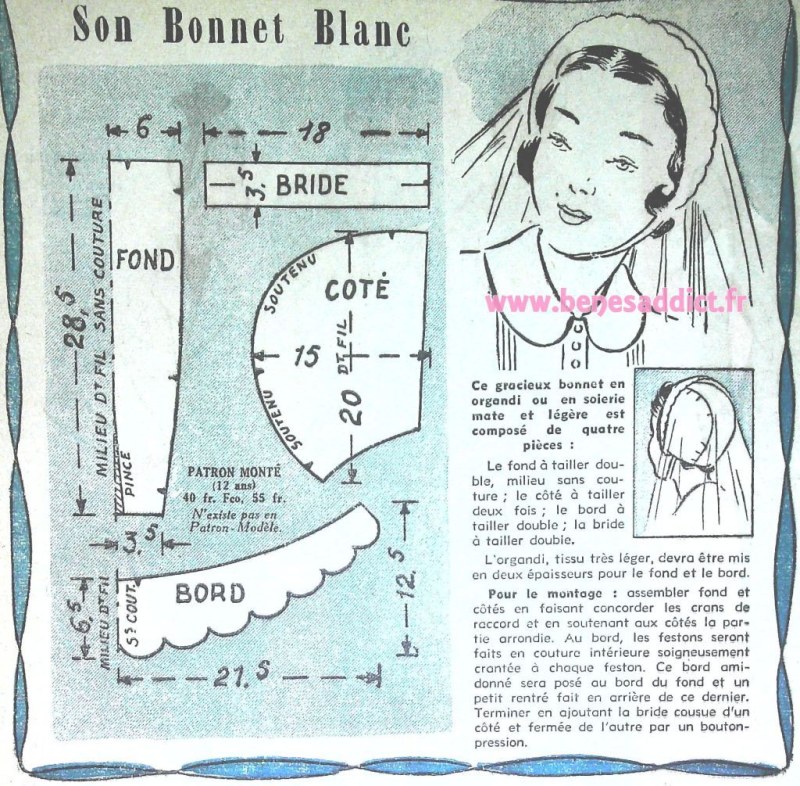 Son Bonnet Blanc
6
18
3,5
BRIDE
FOND
28,5
MILIEU Dt FIL SANS COUTURE
PINCE
3,5
SOUTENU
COTÉ
15
Dt FIL
20
SOUTENU
PATRON MONTÉ
(12 ans)
40 fr. Fco, 55 fr.
N'existe pas en
Patron-Modèle.
6,5
MILIEU Dt FIL
Ss COUT.
BORD
12,5
21,5
www.benesaddict.fr
Ce gracieux bonnet en
organdi ou en soierie
mate et légère est
composé de quatre
pièces :
Le fond à tailler dou-
ble, milieu sans cou-
ture ; le côté à tailler
deux fois ; le bord à
tailler double ; la bride
à tailler double.
L'organdi, tissu très léger, devra être mis
en deux épaisseurs pour le fond et le bord.
Pour le montage : assembler fond et
côtés en faisant concorder les crans de
raccord et en soutenant aux côtés la par-
tie arrondie. Au bord, les festons seront
faits en couture intérieure soigneusement
crantée à chaque feston. Ce bord ami-
donné sera posé au bord du fond et un
petit rentré fait en arrière de ce dernier.
Terminer en ajoutant la bride cousue d'un
côté et fermée de l'autre par un bouton-
pression.